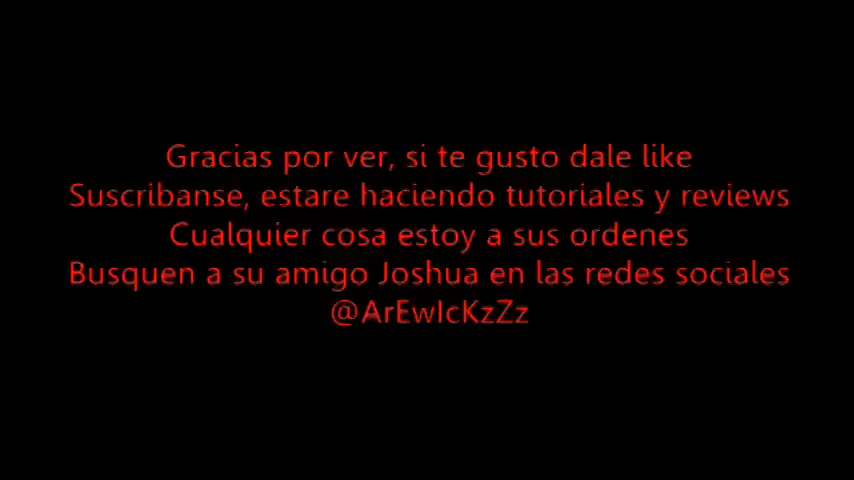 Gracias por ver, si te gusto dale like
Suscribanse, estare haciendo tutoriales y reviews
Cualquier cosa estoy a sus ordenes
Busquen a su amigo Joshua en las redes sociales
@ArEwIcKzZz